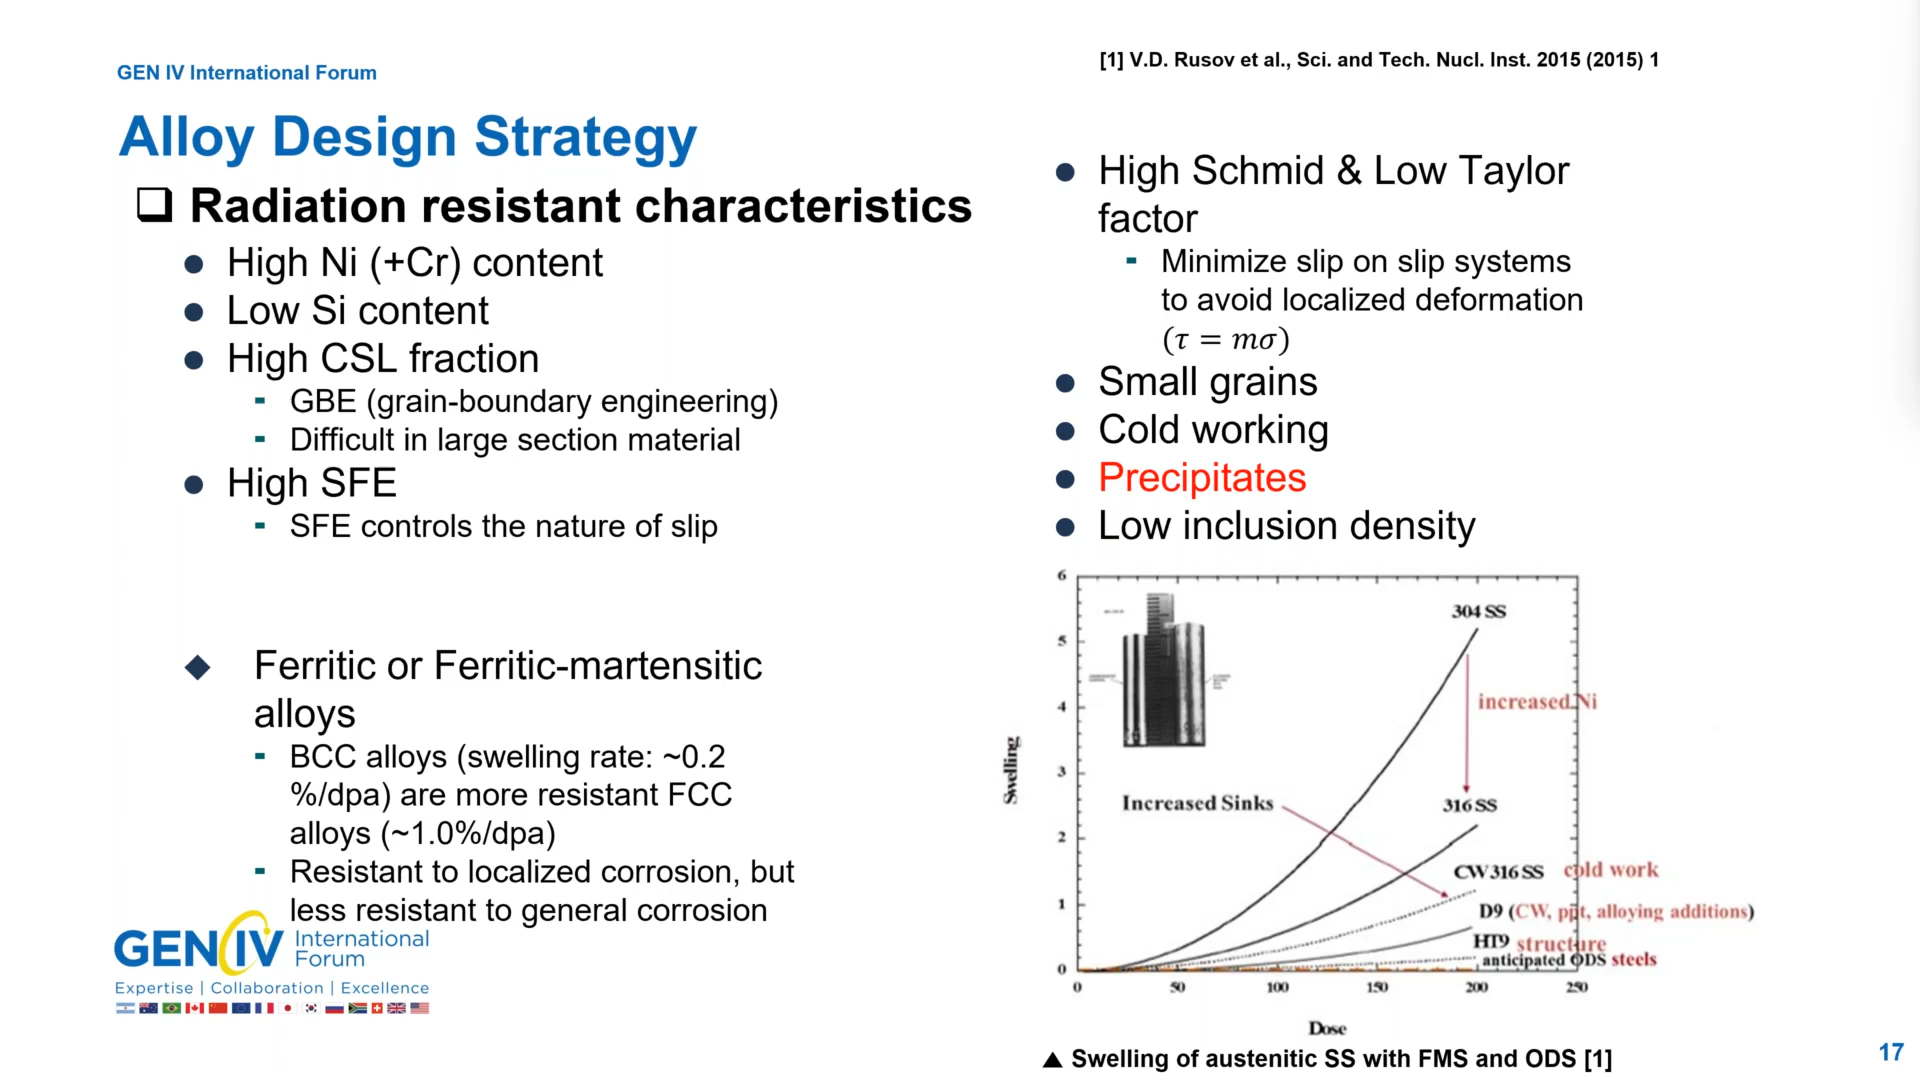 GEN IV International Forum
[1] V.D. Rusov et al., Sci. and Tech. Nucl. Inst. 2015 (2015) 1
Alloy Design Strategy
Radiation resistant characteristics
High Ni (+Cr) content
Low Si content
High CSL fraction
GBE (grain-boundary engineering)
Difficult in large section material
High SFE
SFE controls the nature of slip
Ferritic or Ferritic-martensitic
alloys
BCC alloys (swelling rate: ~0.2
%/dpa) are more resistant FCC
alloys (~1.0%/dpa)
Resistant to localized corrosion, but
less resistant to general corrosion
High Schmid & Low Taylor
factor
Minimize slip on slip systems
to avoid localized deformation
(τ = mσ)
Small grains
Cold working
Precipitates
Low inclusion density
6
5
4
3
2
1
0
Swelling
304 SS
increased Ni
Increased Sinks
316 SS
CW316 SS cold work
D9 (CW, ppt, alloying additions)
HT9 structure
anticipated ODS steels
0 50 100 150 200 250
Dose
▲ Swelling of austenitic SS with FMS and ODS [1]
GEN IV International
Forum
Expertise | Collaboration | Excellence
17